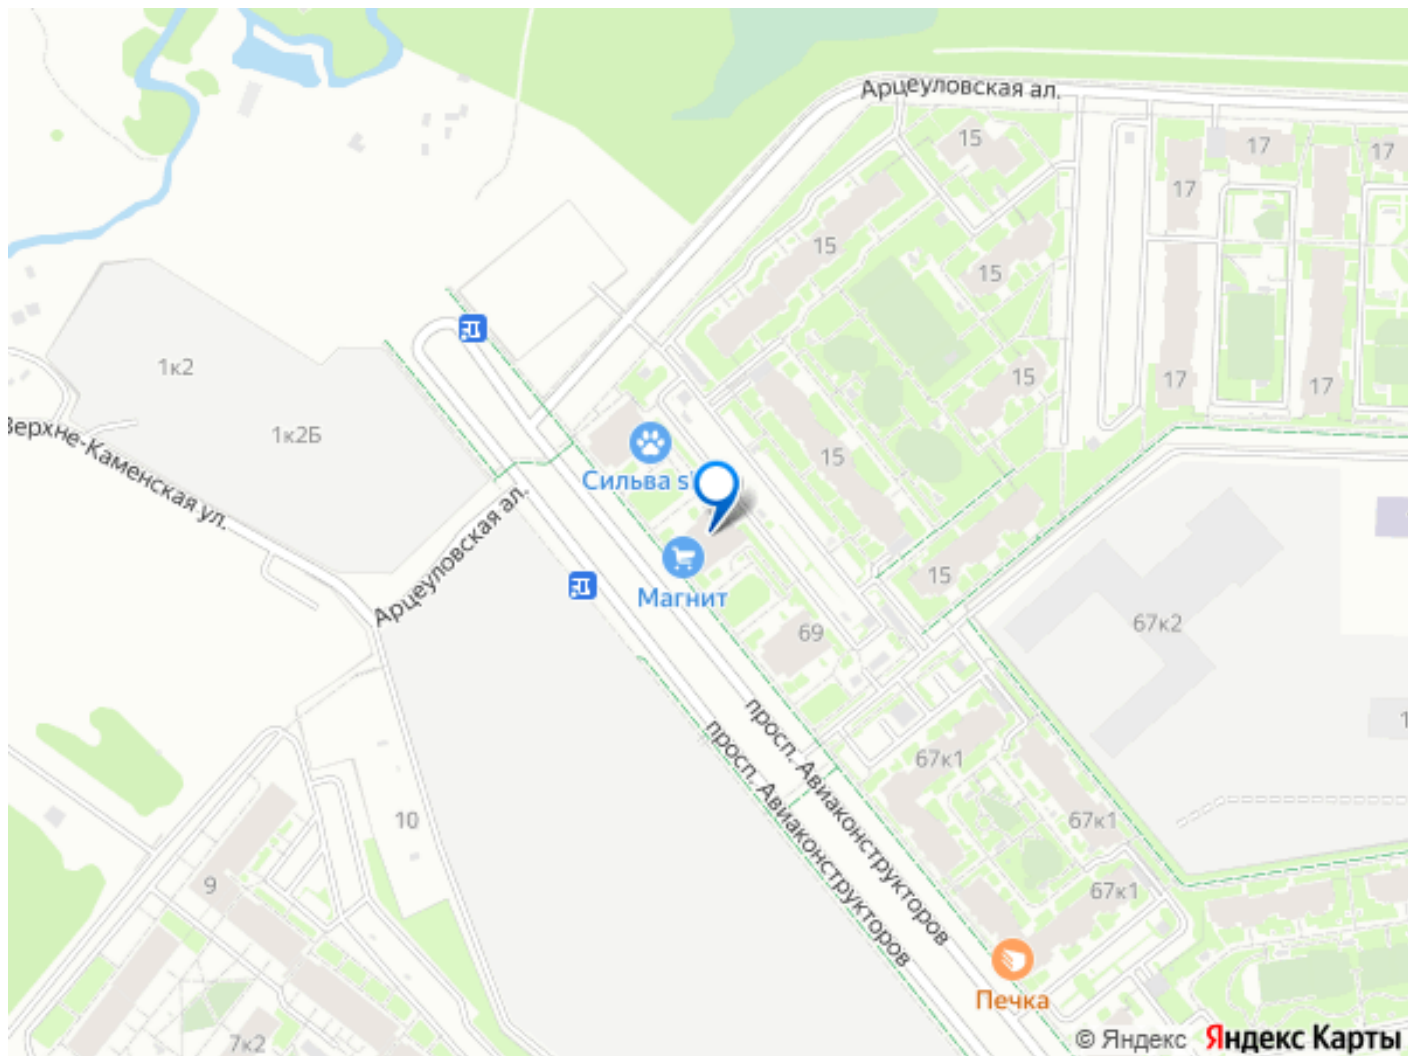 Арцеуловская ал.
15
17
17
17
15
15
15
17
17
1к2
1к2Б
Верхне-Каменская ул.
Сильва s
15
Арцеуловская ал.
Магнит
15
67к2
69
просп. Авиаконструкторов
просп. Авиаконструкторов
67к1
67к1
10
9
67к1
Печка
7к2
© Яндекс Яндекс Карты